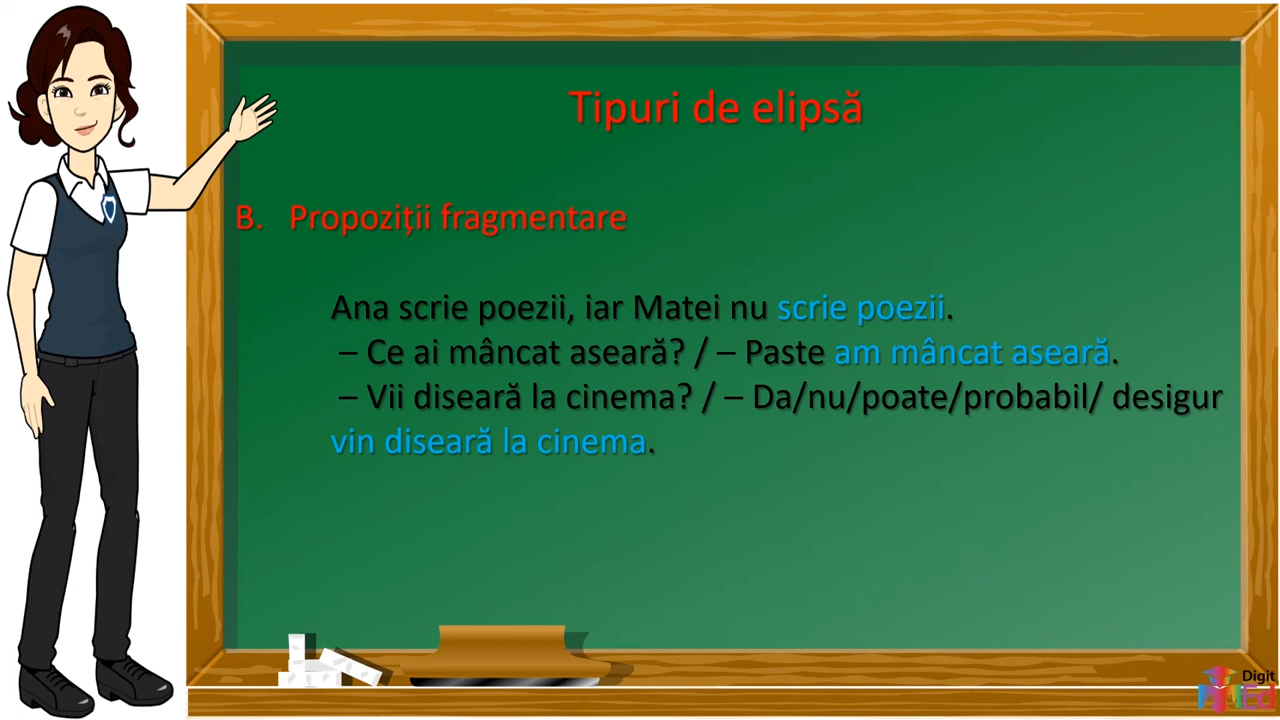 Tipuri de elipsă
B. Propoziții fragmentare
Ana scrie poezii, iar Matei nu scrie poezii.
– Ce ai mâncat aseară? / – Paste am mâncat aseară.
– Vii diseară la cinema? / – Da/nu/poate/probabil/ desigur
vin diseară la cinema.
Digit
Ed